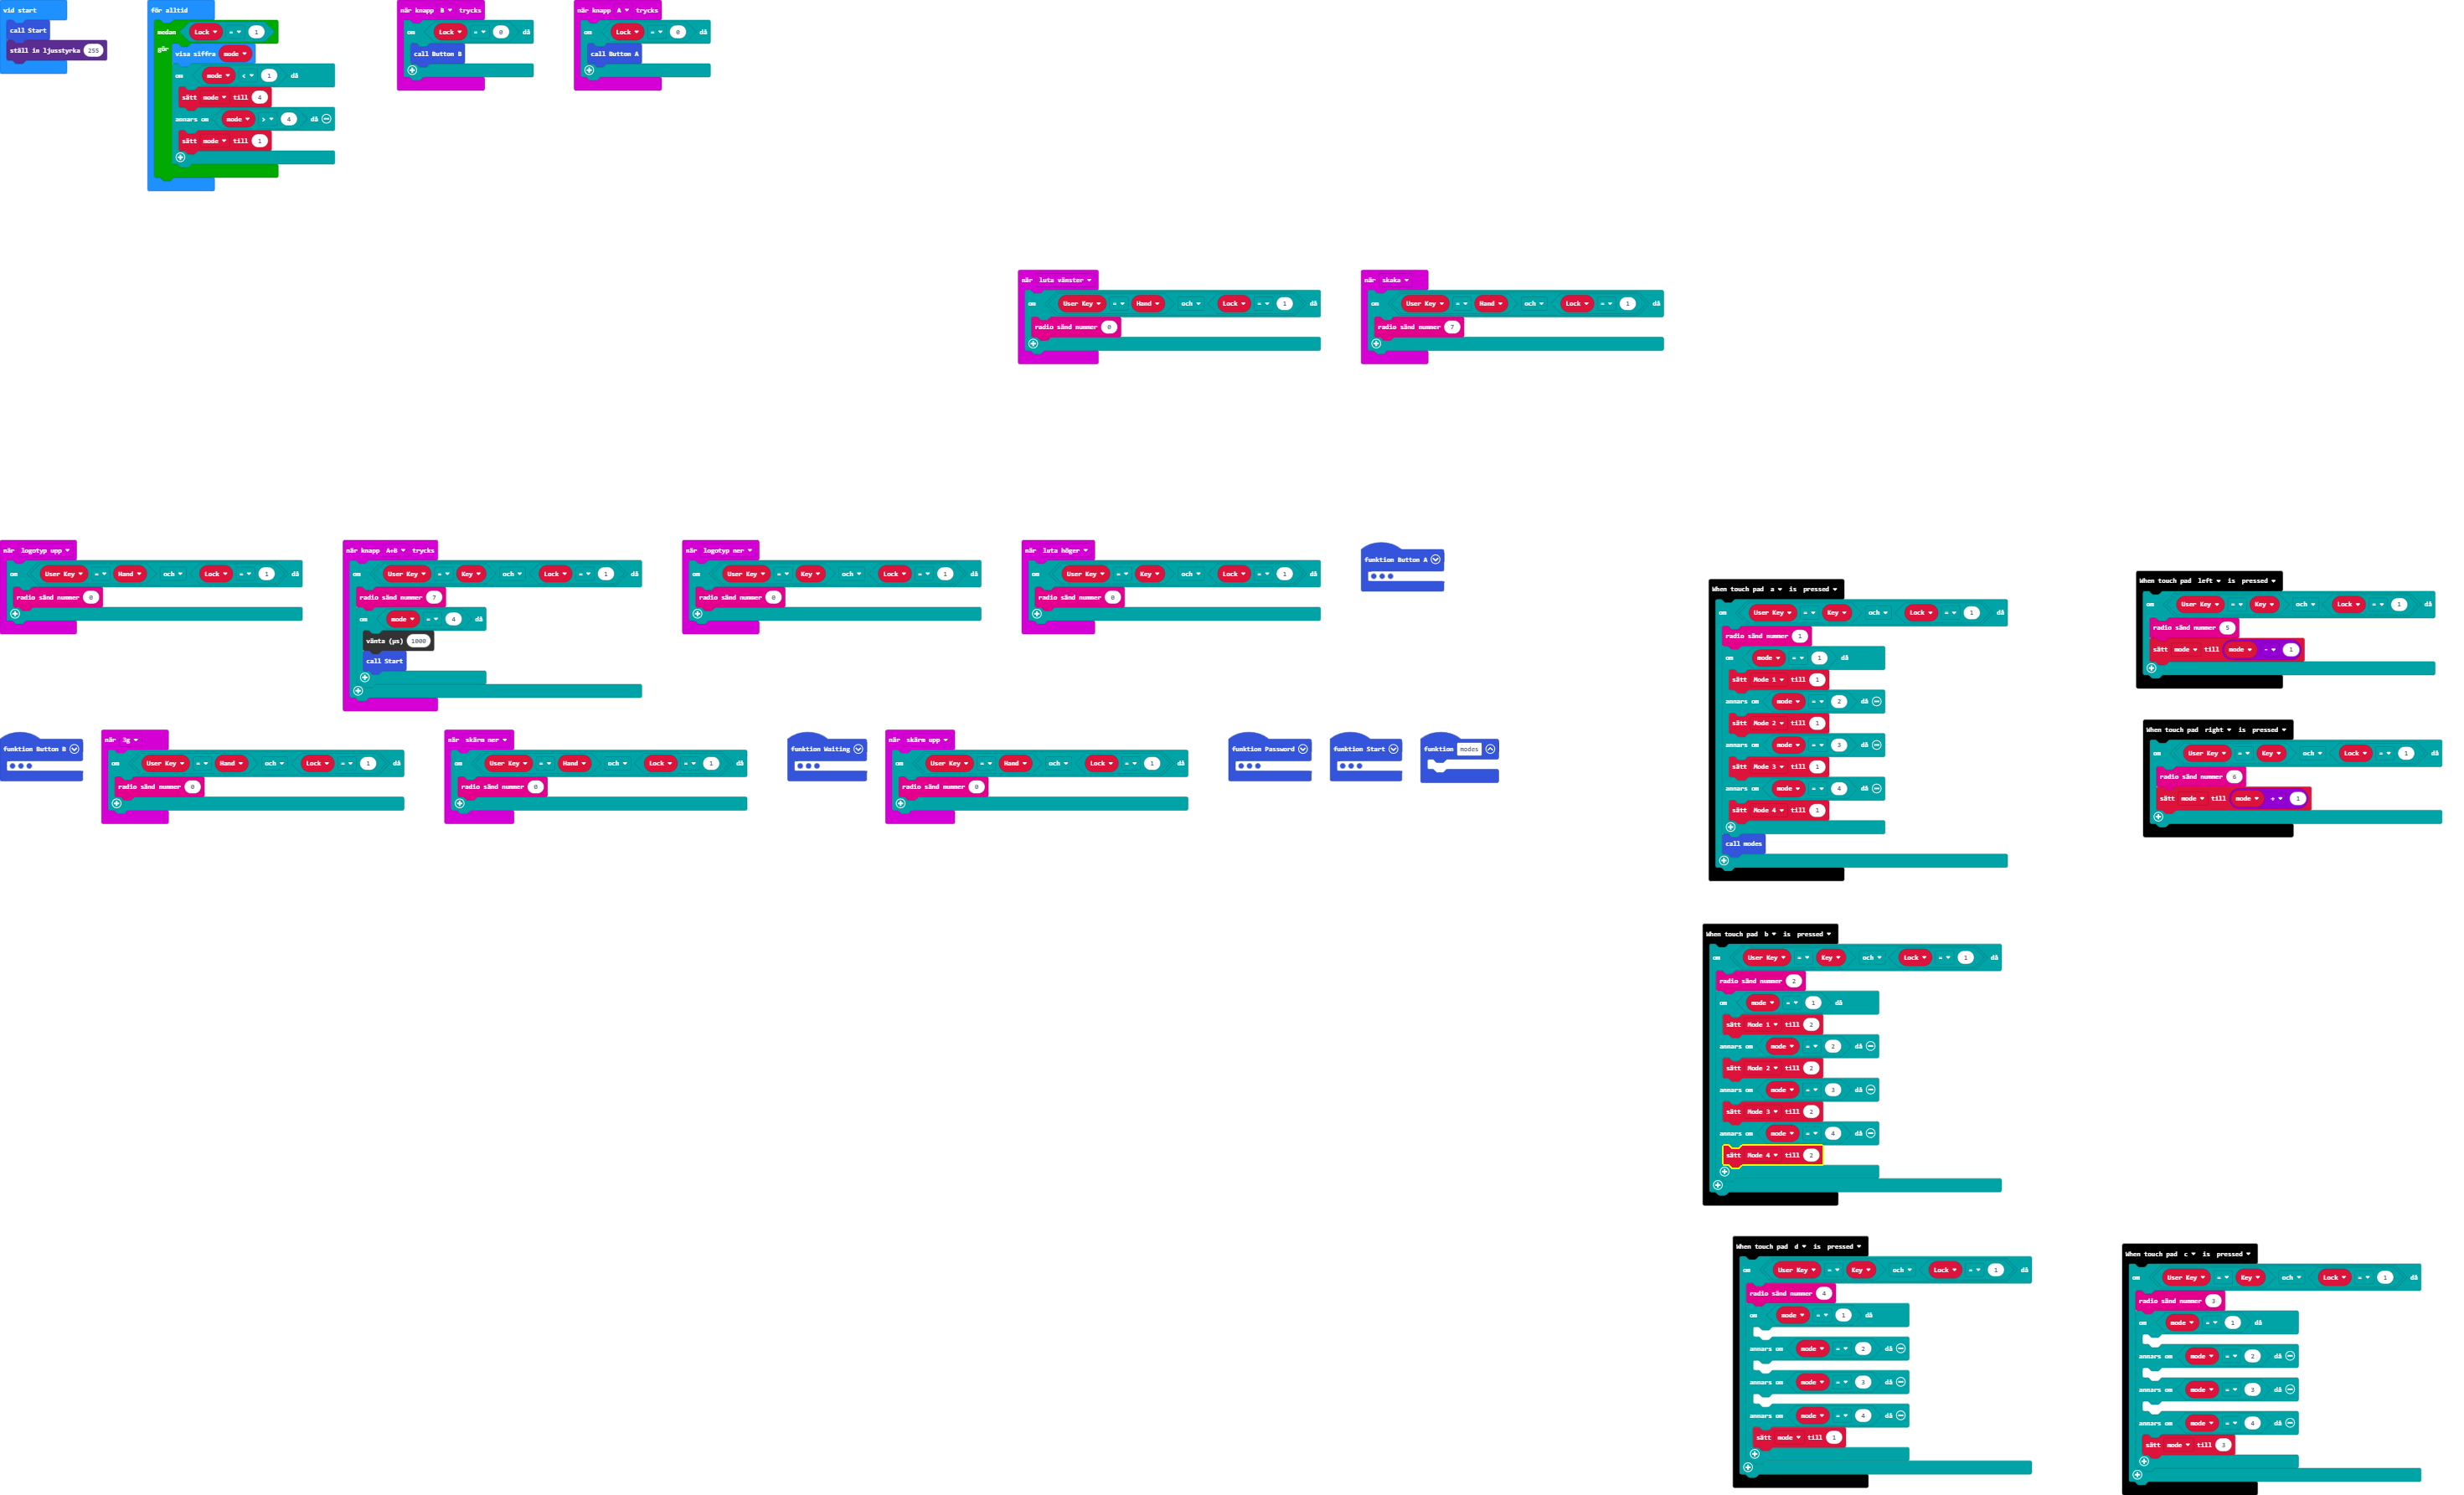 vid start
call Start
ställ in ljusstyrka 255
för alltid
medan Lock = 1
gör
visa siffra mode
om mode < 1 då
sätt mode till 4
annars om mode > 4 då
sätt mode till 1
när knapp B trycks
om Lock = 0 då
call Button B
när knapp A trycks
om Lock = 0 då
call Button A
när luta vänster
om User Key = Hand och Lock = 1 då
radio sänd nummer 0
när skaka
om User Key = Hand och Lock = 1 då
radio sänd nummer 7
när logotyp upp
om User Key = Hand och Lock = 1 då
radio sänd nummer 0
när knapp A+B trycks
om User Key = Key och Lock = 1 då
radio sänd nummer 7
om mode = 4 då
vänta (µs) 1000
call Start
när logotyp ner
om User Key = Key och Lock = 1 då
radio sänd nummer 0
när luta höger
om User Key = Key och Lock = 1 då
radio sänd nummer 0
funktion Button A
funktion Button B
när 3g
om User Key = Hand och Lock = 1 då
radio sänd nummer 0
när skärm ner
om User Key = Hand och Lock = 1 då
radio sänd nummer 0
funktion Waiting
när skärm upp
om User Key = Hand och Lock = 1 då
radio sänd nummer 0
funktion Password
funktion Start
funktion modes
When touch pad a is pressed
om User Key = Key och Lock = 1 då
radio sänd nummer 1
om mode = 1 då
sätt Mode 1 till 1
annars om mode = 2 då
sätt Mode 2 till 1
annars om mode = 3 då
sätt Mode 3 till 1
annars om mode = 4 då
sätt Mode 4 till 1
call modes
When touch pad left is pressed
om User Key = Key och Lock = 1 då
radio sänd nummer 5
sätt mode till mode - 1
When touch pad right is pressed
om User Key = Key och Lock = 1 då
radio sänd nummer 6
sätt mode till mode + 1
When touch pad b is pressed
om User Key = Key och Lock = 1 då
radio sänd nummer 2
om mode = 1 då
sätt Mode 1 till 2
annars om mode = 2 då
sätt Mode 2 till 2
annars om mode = 3 då
sätt Mode 3 till 2
annars om mode = 4 då
sätt Mode 4 till 2
When touch pad d is pressed
om User Key = Key och Lock = 1 då
radio sänd nummer 4
om mode = 1 då
annars om mode = 2 då
annars om mode = 3 då
annars om mode = 4 då
sätt mode till 1
When touch pad c is pressed
om User Key = Key och Lock = 1 då
radio sänd nummer 3
om mode = 1 då
annars om mode = 2 då
annars om mode = 3 då
annars om mode = 4 då
sätt mode till 3